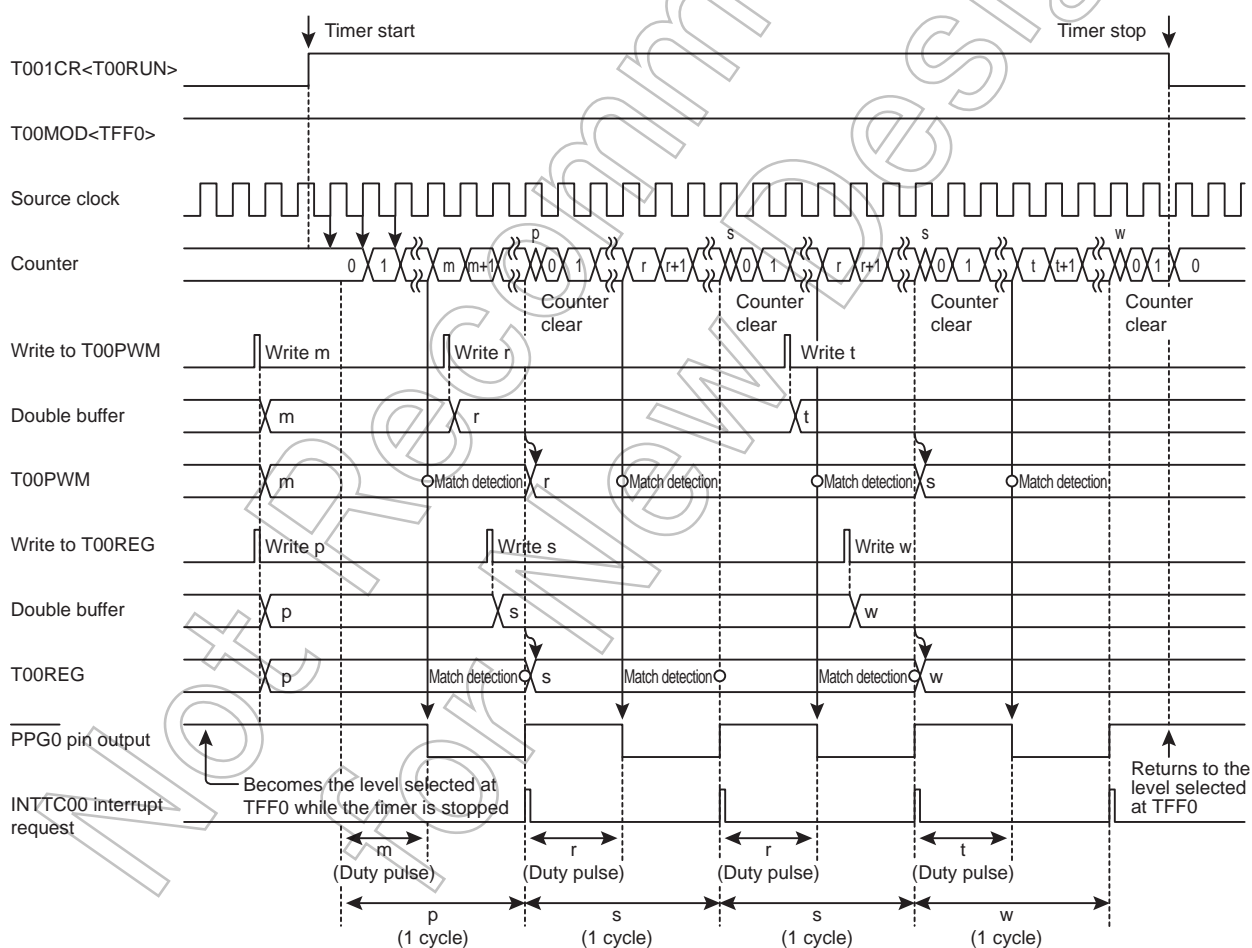 Timer start
Timer stop
T001CR<T00RUN>
T00MOD<TFF0>
Source clock
p s s w
Counter 0 1 m m+1 0 1 r r+1 0 1 r r+1 0 1 t t+1 0 1 0
Counter clear
Counter clear
Counter clear
Counter clear
Write to T00PWM Write m Write r Write t
Double buffer m r t
T00PWM m Match detection r Match detection Match detection s Match detection
Write to T00REG Write p Write s Write w
Double buffer p s w
T00REG p Match detection s Match detection Match detection w
PPG0 pin output
Becomes the level selected at
TFF0 while the timer is stopped
Returns to the
level selected
at TFF0
INTTC00 interrupt
request
m r r t
(Duty pulse) (Duty pulse) (Duty pulse) (Duty pulse)
p s s w
(1 cycle) (1 cycle) (1 cycle) (1 cycle)
Not Recomm
for New Desig